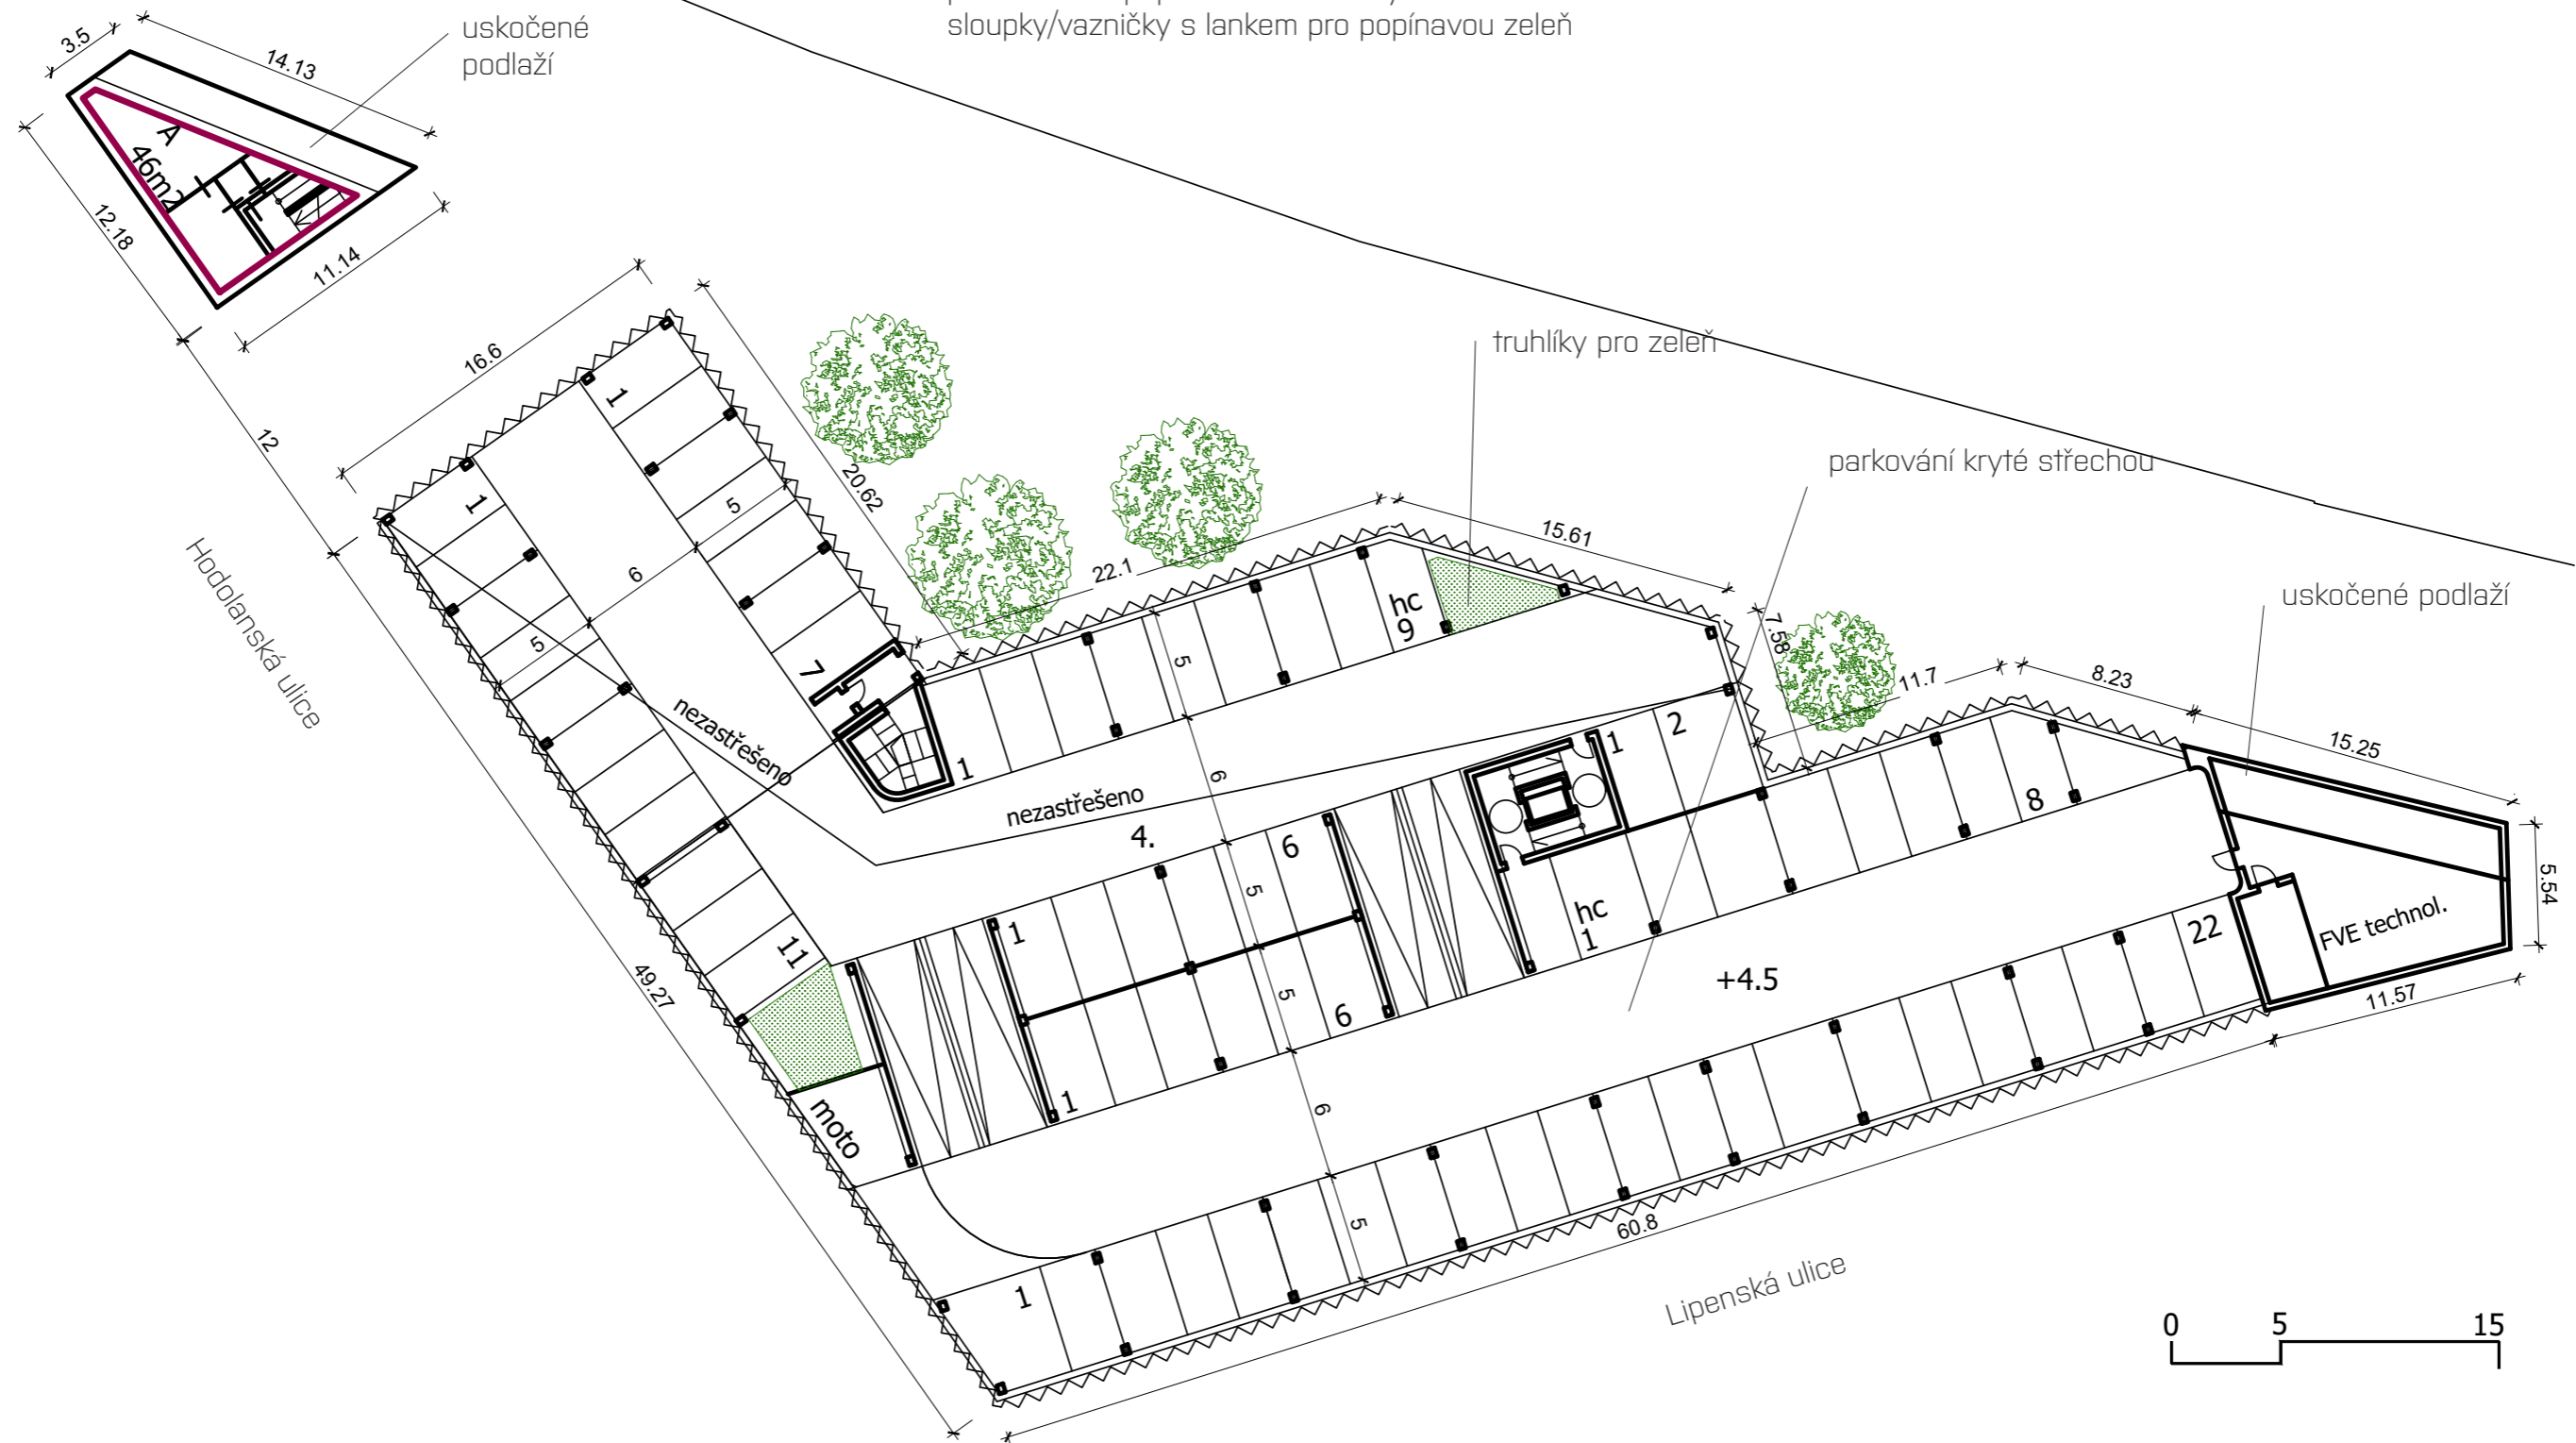 sloupky/vazničky s lankem pro popínavou zeleň
uskočené
podlaží
3.5
14.13
A
46m2
12.18
11.14
12
16.6
20.62
truhlíky pro zeleň
parkování kryté střechou
uskočené podlaží
Hodolanská ulice
1
1
5
6
5
7
11
22.1
15.61
7.58
11.7
8.23
15.25
5.54
11.57
nezastřešeno
nezastřešeno
hc
9
1
5
6
4.
6
1
2
8
hc
1
1
5
5
6
1
6
5
+4.5
22
FVE technol.
moto
49.27
1
60.8
Lipenská ulice
0 5 15